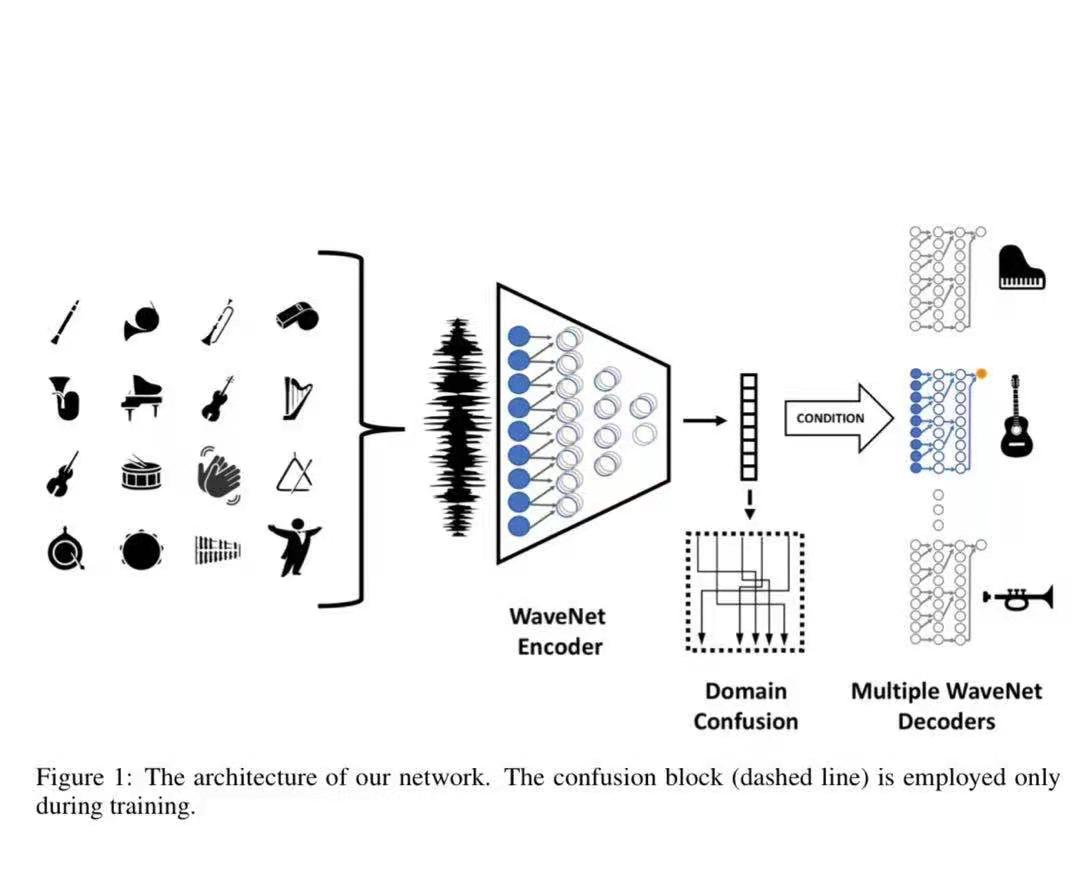 CONDITION
WaveNet
Encoder
Domain
Confusion
Multiple WaveNet
Decoders
Figure 1: The architecture of our network. The confusion block (dashed line) is employed only
during training.